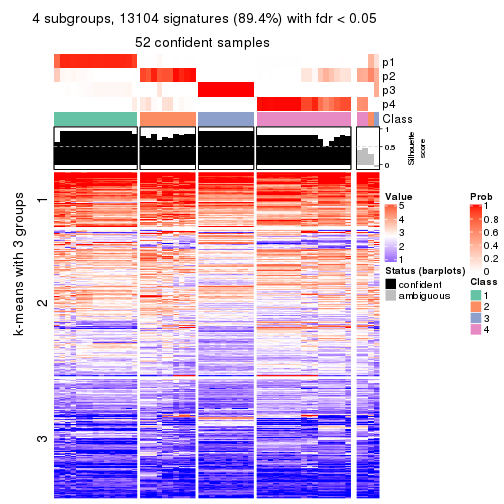 4 subgroups, 13104 signatures (89.4%) with fdr < 0.05
52 confident samples
p1
p2
p3
p4
Class
1
0.5
0
Silhouette
score
k-means with 3 groups
1
2
3
Value
5
4
3
2
1
Status (barplots)
confident
ambiguous
Prob
1
0.8
0.6
0.4
0.2
0
Class
1
2
3
4